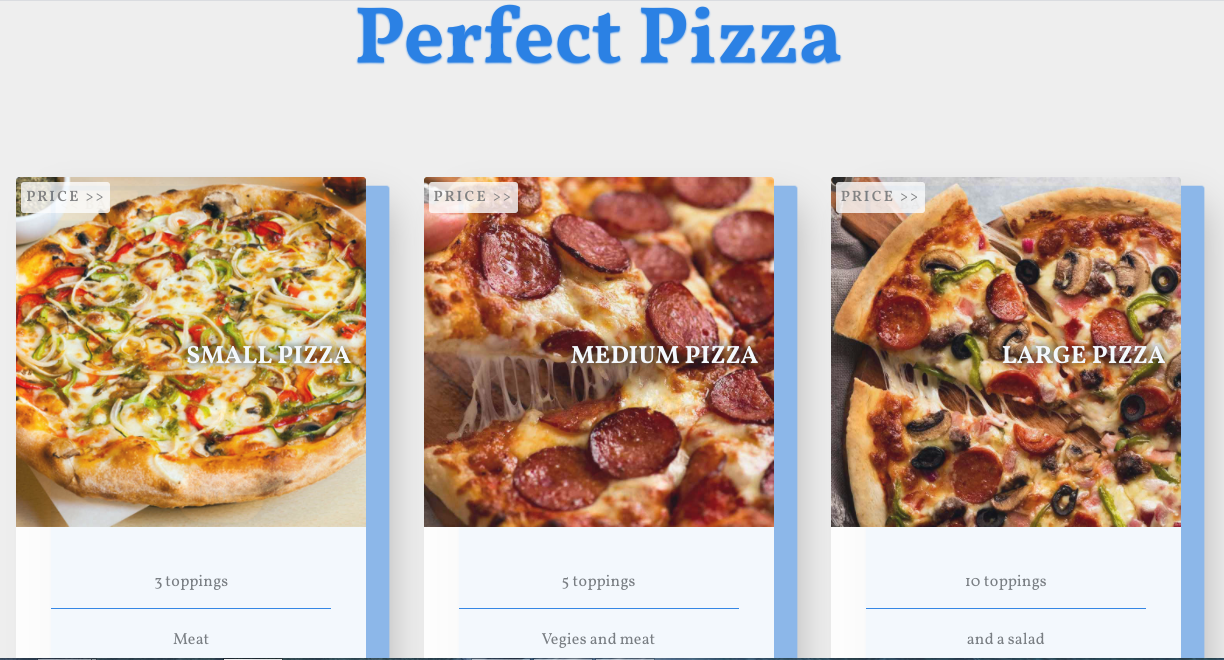 Perfect Pizza
PRICE >>
SMALL PIZZA
3 toppings
Meat
PRICE >>
MEDIUM PIZZA
5 toppings
Vegies and meat
PRICE >>
LARGE PIZZA
10 toppings
and a salad